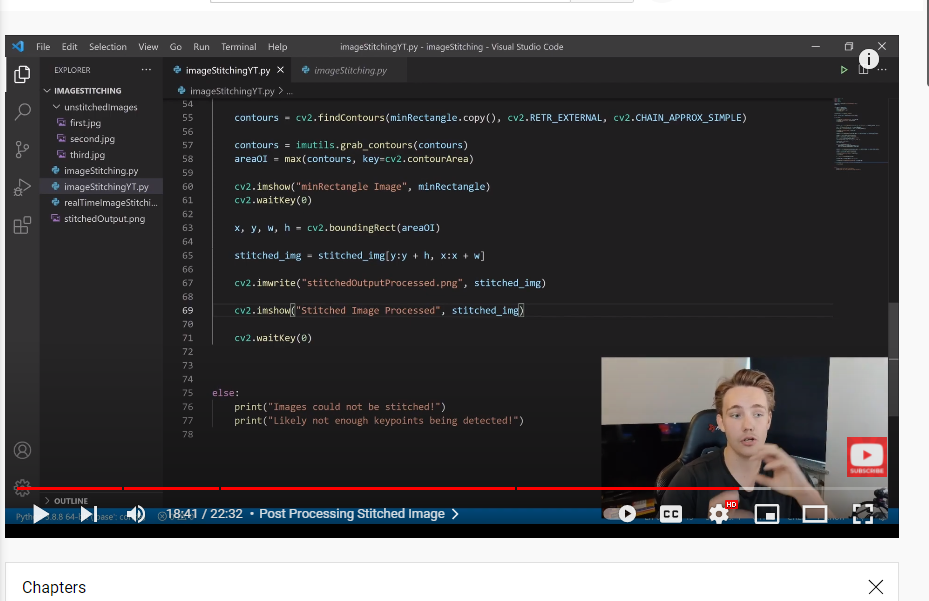 File Edit Selection View Go Run Terminal Help imageStitchingYT.py - imageStitching - Visual Studio Code
EXPLORER
imageStitchingYT.py
imageStitching.py
IMAGESTITCHING
imageStitchingYT.py > ...
unstitchedImages
first.jpg
second.jpg
third.jpg
imageStitching.py
imageStitchingYT.py
realTimeImageStitchi...
stitchedOutput.png
54
55 contours = cv2.findContours(minRectangle.copy(), cv2.RETR_EXTERNAL, cv2.CHAIN_APPROX_SIMPLE)
56
57 contours = imutils.grab_contours(contours)
58 areaOI = max(contours, key=cv2.contourArea)
59
60 cv2.imshow("minRectangle Image", minRectangle)
61 cv2.waitKey(0)
62
63 x, y, w, h = cv2.boundingRect(areaOI)
64
65 stitched_img = stitched_img[y:y + h, x:x + w]
66
67 cv2.imwrite("stitchedOutputProcessed.png", stitched_img)
68
69 cv2.imshow("Stitched Image Processed", stitched_img)
70
71 cv2.waitKey(0)
72
73
74
75 else:
76 print("Images could not be stitched!")
77 print("Likely not enough keypoints being detected!")
78
SUBSCRIBE
OUTLINE
18:41 / 22:32 • Post Processing Stitched Image >
CC
HD
Chapters